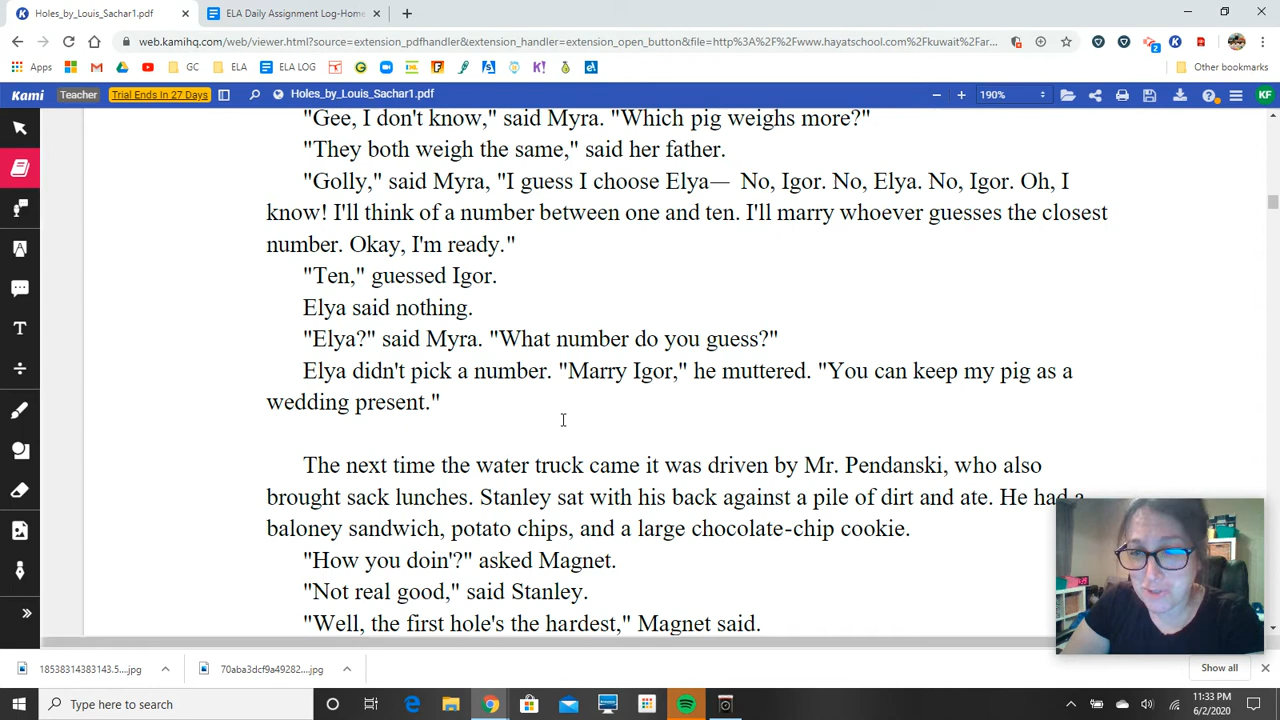 Holes_by_Louis_Sachar1.pdf
ELA Daily Assignment Log-Home
web.kamihq.com/web/viewer.html?source=extension_pdfhandler&extension_handler=extension_open_button&file=http%3A%2F%2Fwww.hayatschool.com%2Fkuwait%2Far...
Apps GC ELA ELA LOG Other bookmarks
Kami Teacher Trial Ends In 27 Days Holes_by_Louis_Sachar1.pdf 190% KF
"Gee, I don't know," said Myra. "Which pig weighs more?"
"They both weigh the same," said her father.
"Golly," said Myra, "I guess I choose Elya— No, Igor. No, Elya. No, Igor. Oh, I
know! I'll think of a number between one and ten. I'll marry whoever guesses the closest
number. Okay, I'm ready."
"Ten," guessed Igor.
Elya said nothing.
"Elya?" said Myra. "What number do you guess?"
Elya didn't pick a number. "Marry Igor," he muttered. "You can keep my pig as a
wedding present."
The next time the water truck came it was driven by Mr. Pendanski, who also
brought sack lunches. Stanley sat with his back against a pile of dirt and ate. He had a
baloney sandwich, potato chips, and a large chocolate-chip cookie.
"How you doin'?" asked Magnet.
"Not real good," said Stanley.
"Well, the first hole's the hardest," Magnet said.
18538314383143.5....jpg
70aba3dcf9a49282....jpg
Show all
Type here to search
11:33 PM
6/2/2020